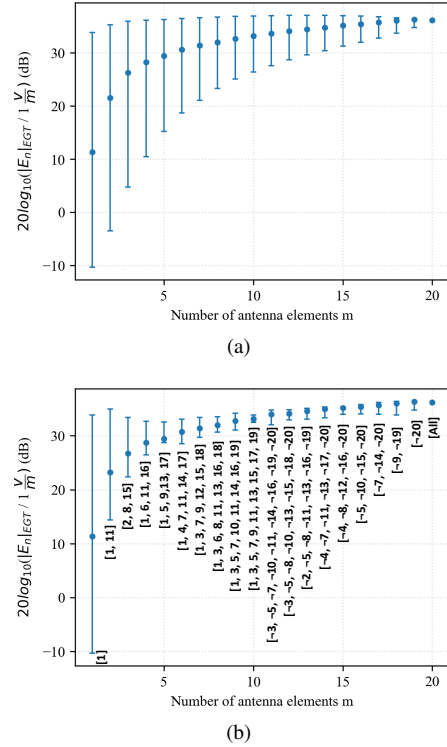 30
20
10
0
−10
20log₁₀(|Eₙ|EGT / 1 V/m) (dB)
5
10
15
20
Number of antenna elements m
(a)
30
20
10
0
−10
20log₁₀(|Eₙ|EGT / 1 V/m) (dB)
[1]
[1, 11]
[2, 8, 15]
[1, 6, 11, 16]
[1, 5, 9,13, 17]
[1, 4, 7, 11, 14, 17]
[1, 3, 7, 9, 12, 15, 18]
[1, 3, 6, 8, 11, 13, 16, 18]
[1, 3, 5, 7, 10, 11, 14, 16, 19]
[1, 3, 5, 7, 9, 11, 13, 15, 17, 19]
[¬3, ¬5, ¬7, ¬10, ¬11, ¬14, ¬16, ¬19, ¬20]
[¬3, ¬5, ¬8, ¬10, ¬13, ¬15, ¬18, ¬20]
[¬2, ¬5, ¬8, ¬11, ¬13, ¬16, ¬19]
[¬4, ¬7, ¬11, ¬13, ¬17, ¬20]
[¬4, ¬8, ¬12, ¬16, ¬20]
[¬5, ¬10, ¬15, ¬20]
[¬7, ¬14, ¬20]
[¬9, ¬19]
[¬20]
[All]
5
10
15
20
Number of antenna elements m
(b)